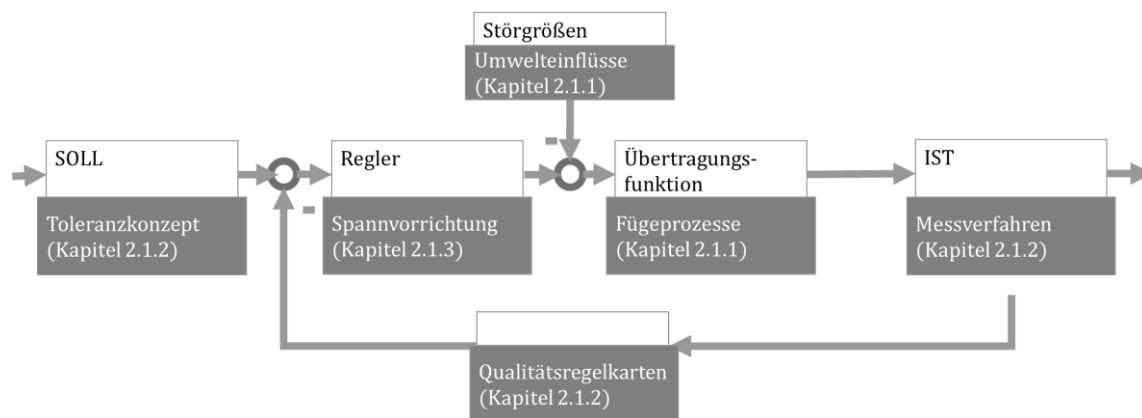 Störgrößen
Umwelteinflüsse
(Kapitel 2.1.1)
SOLL
Toleranzkonzept
(Kapitel 2.1.2)
Regler
Spannvorrichtung
(Kapitel 2.1.3)
Übertragungs-
funktion
Fügeprozesse
(Kapitel 2.1.1)
IST
Messverfahren
(Kapitel 2.1.2)
Qualitätsregelkarten
(Kapitel 2.1.2)